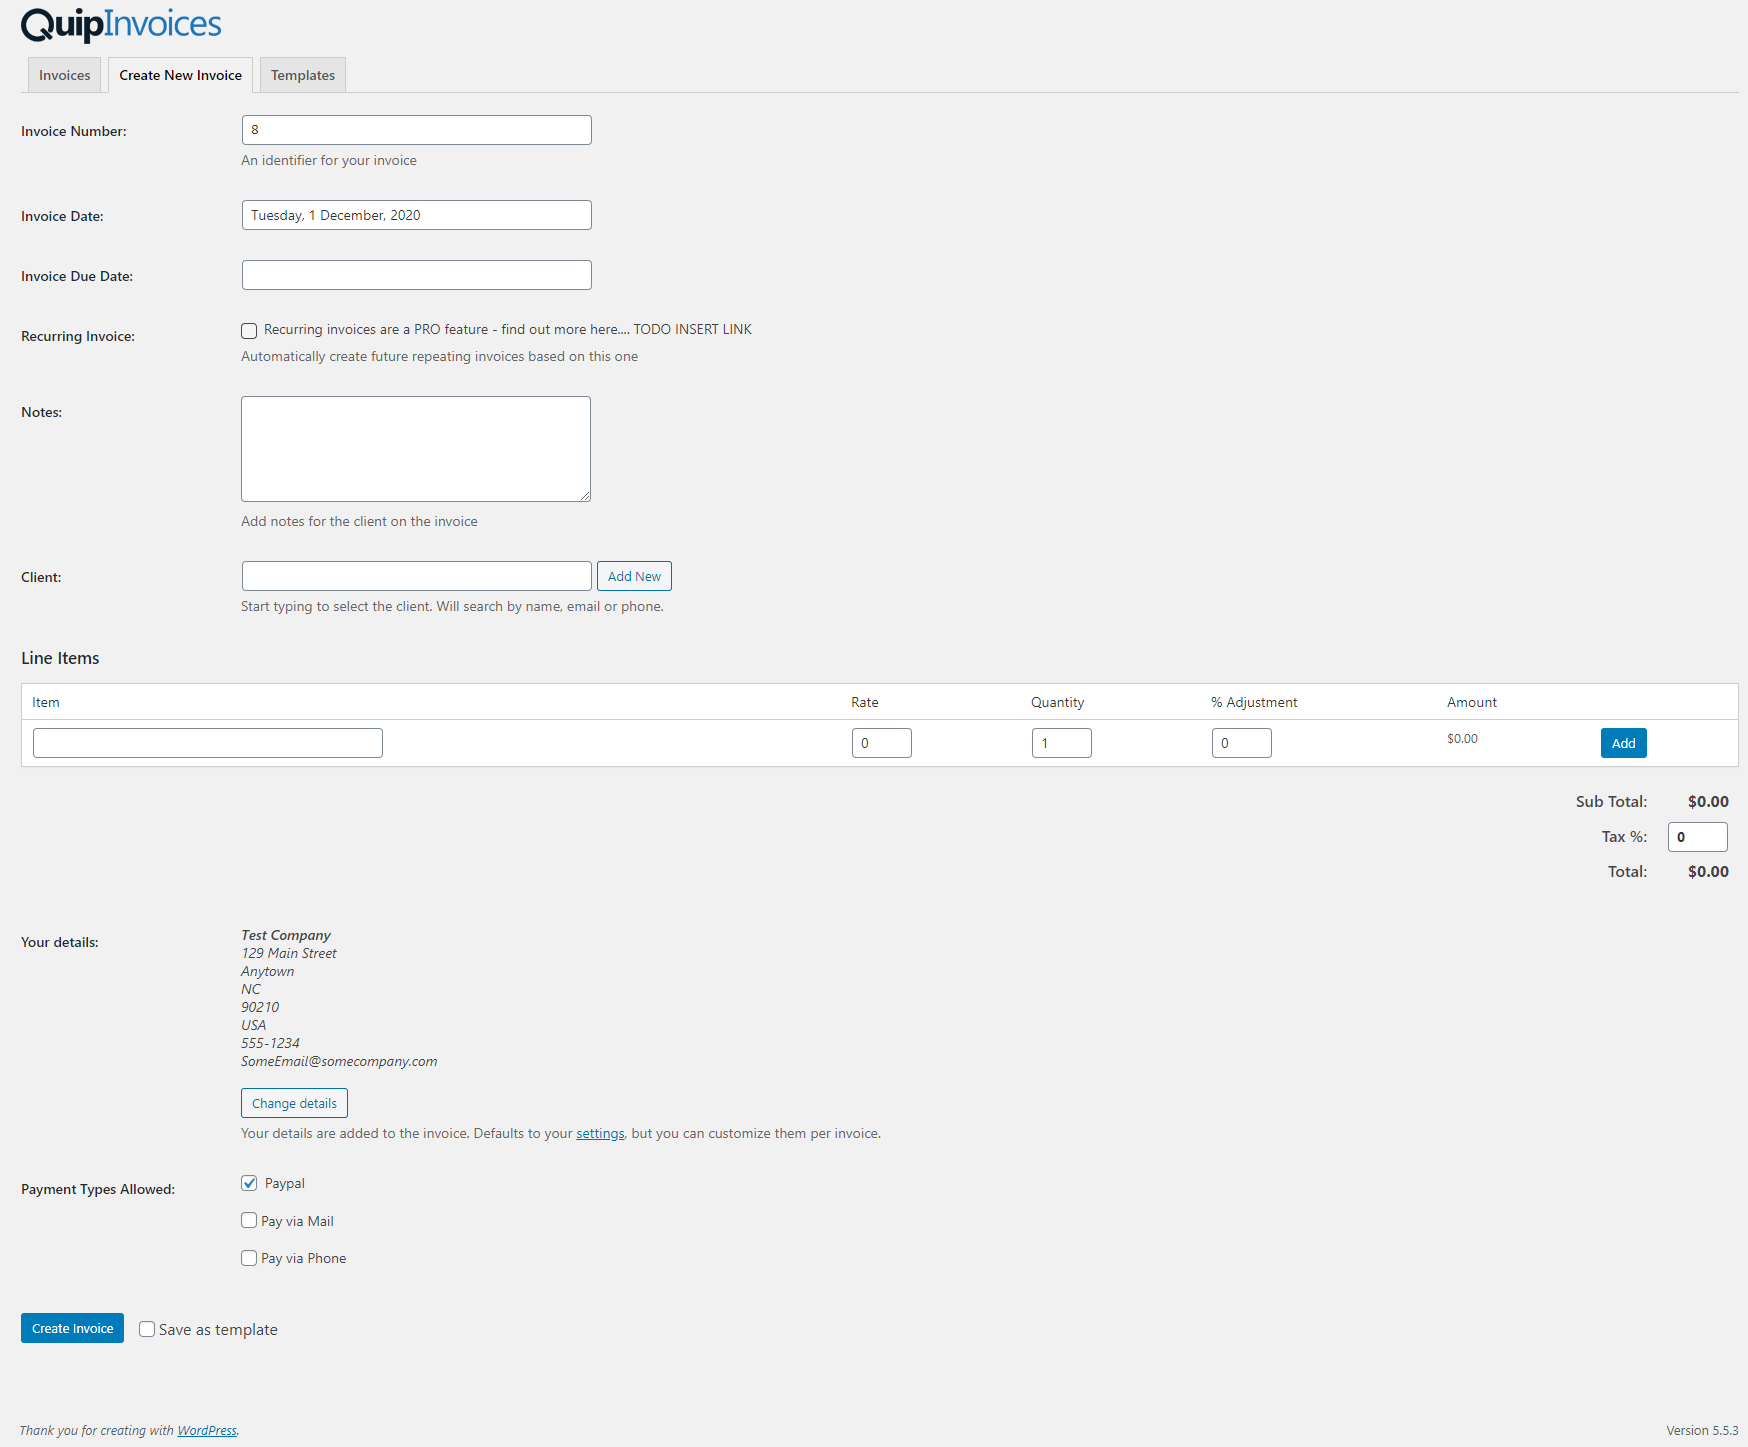 QuipInvoices
Invoices Create New Invoice Templates
Invoice Number: 8
An identifier for your invoice
Invoice Date: Tuesday, 1 December, 2020
Invoice Due Date:
Recurring Invoice: Recurring invoices are a PRO feature - find out more here.... TODO INSERT LINK
Automatically create future repeating invoices based on this one
Notes:
Add notes for the client on the invoice
Client: Add New
Start typing to select the client. Will search by name, email or phone.
Line Items
Item Rate Quantity % Adjustment Amount
0 1 0 $0.00 Add
Sub Total: $0.00
Tax %: 0
Total: $0.00
Your details: Test Company
129 Main Street
Anytown
NC
90210
USA
555-1234
SomeEmail@somecompany.com
Change details
Your details are added to the invoice. Defaults to your settings, but you can customize them per invoice.
Payment Types Allowed: Paypal
Pay via Mail
Pay via Phone
Create Invoice Save as template
Thank you for creating with WordPress. Version 5.5.3